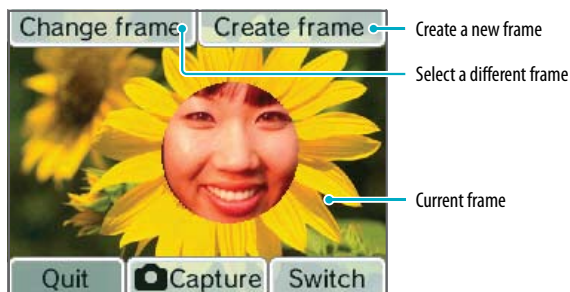 Change frame
Create frame
Create a new frame
Select a different frame
Current frame
Quit
Capture
Switch